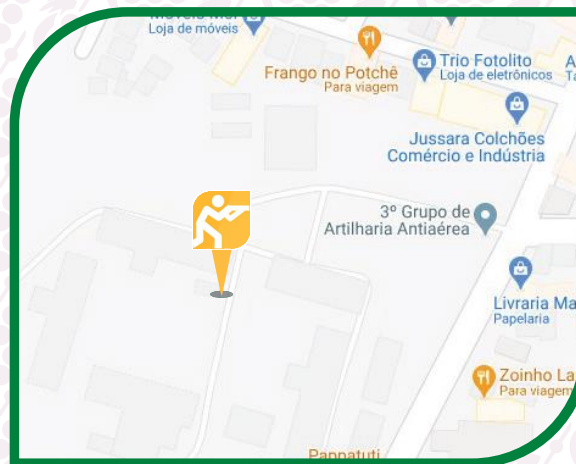 Loja de móveis
Frango no Potchê
Para viagem
Trio Fotolito
Loja de eletrônicos
Jussara Colchões
Comércio e Indústria
3º Grupo de
Artilharia Antiaérea
Livraria Ma
Papelaria
Zoinho La
Para viagem
Pappatuti